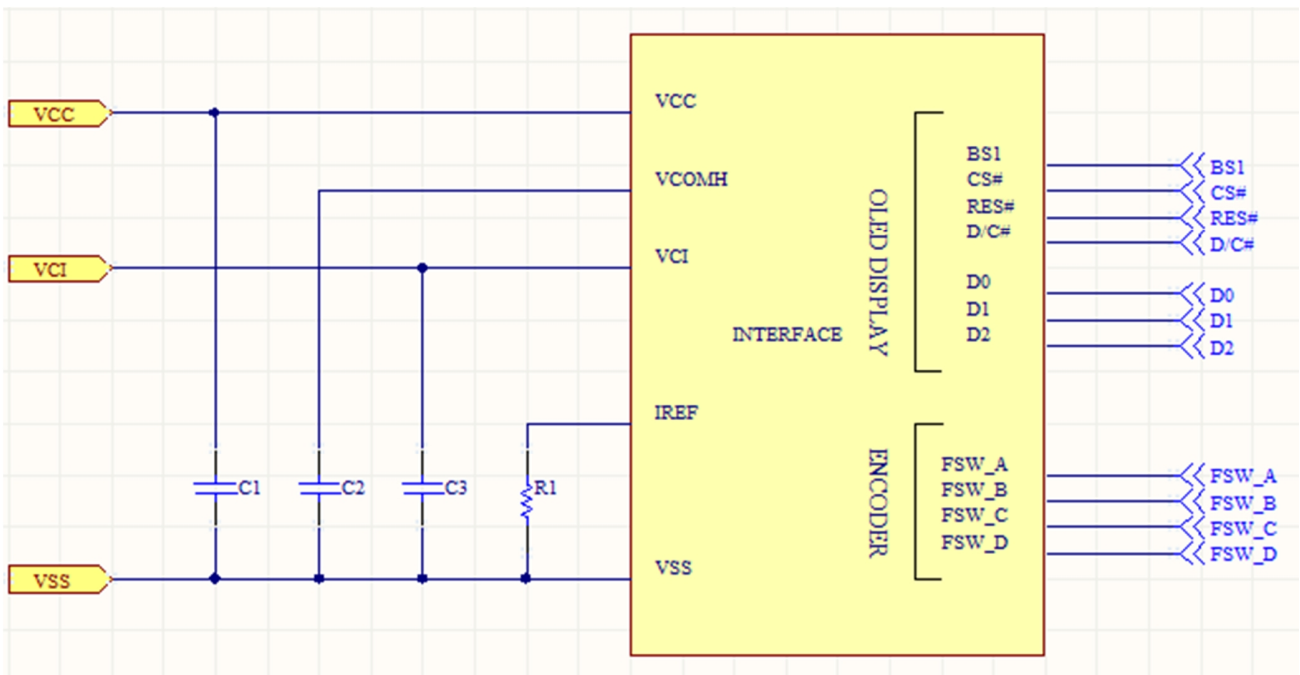 VCC
VCI
VSS
C1
C2
C3
R1
VCC
VCOMH
VCI
INTERFACE
IREF
VSS
OLED DISPLAY
BS1
CS#
RES#
D/C#
D0
D1
D2
ENCODER
FSW_A
FSW_B
FSW_C
FSW_D
BS1
CS#
RES#
D/C#
D0
D1
D2
FSW_A
FSW_B
FSW_C
FSW_D